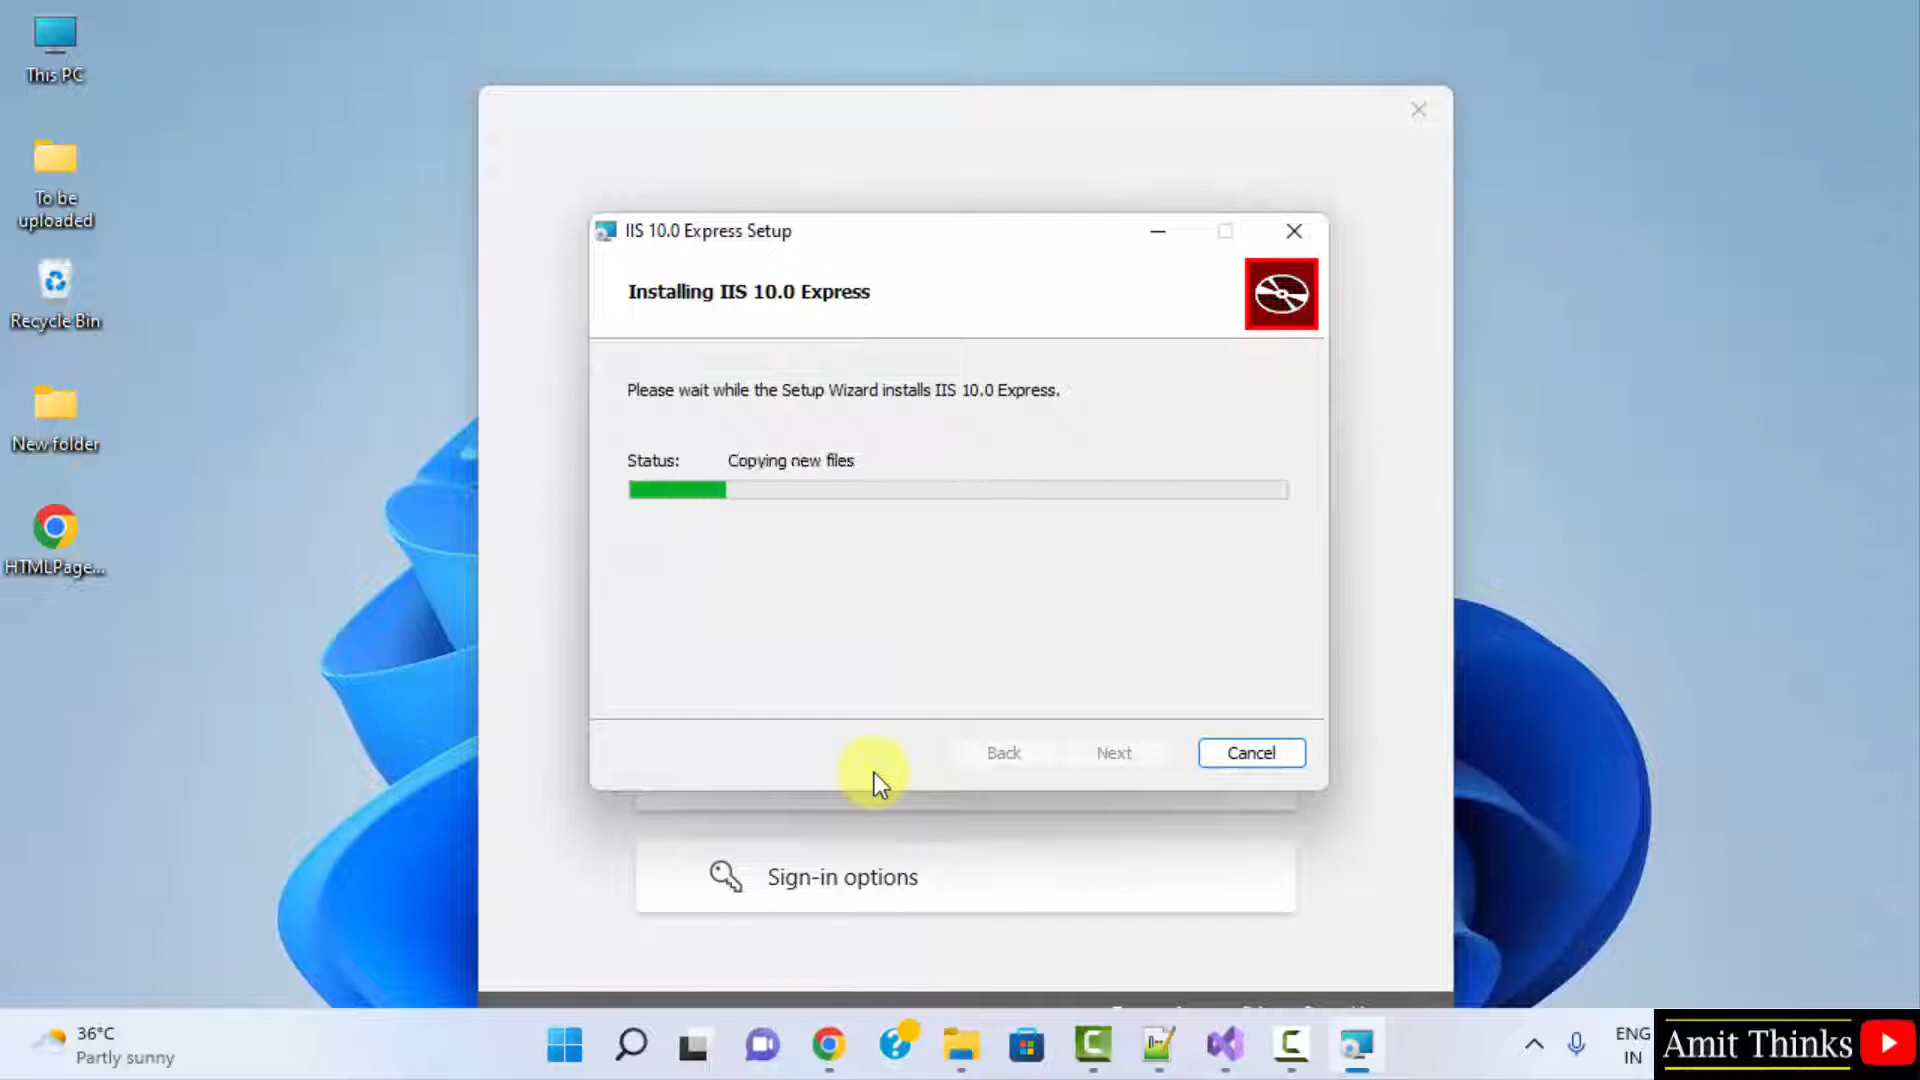 This PC
To be
uploaded
Recycle Bin
New folder
HTMLPage...
IIS 10.0 Express Setup
Installing IIS 10.0 Express
Please wait while the Setup Wizard installs IIS 10.0 Express.
Status: Copying new files
Back Next Cancel
Sign-in options
36°C
Partly sunny
ENG
IN
Amit Thinks